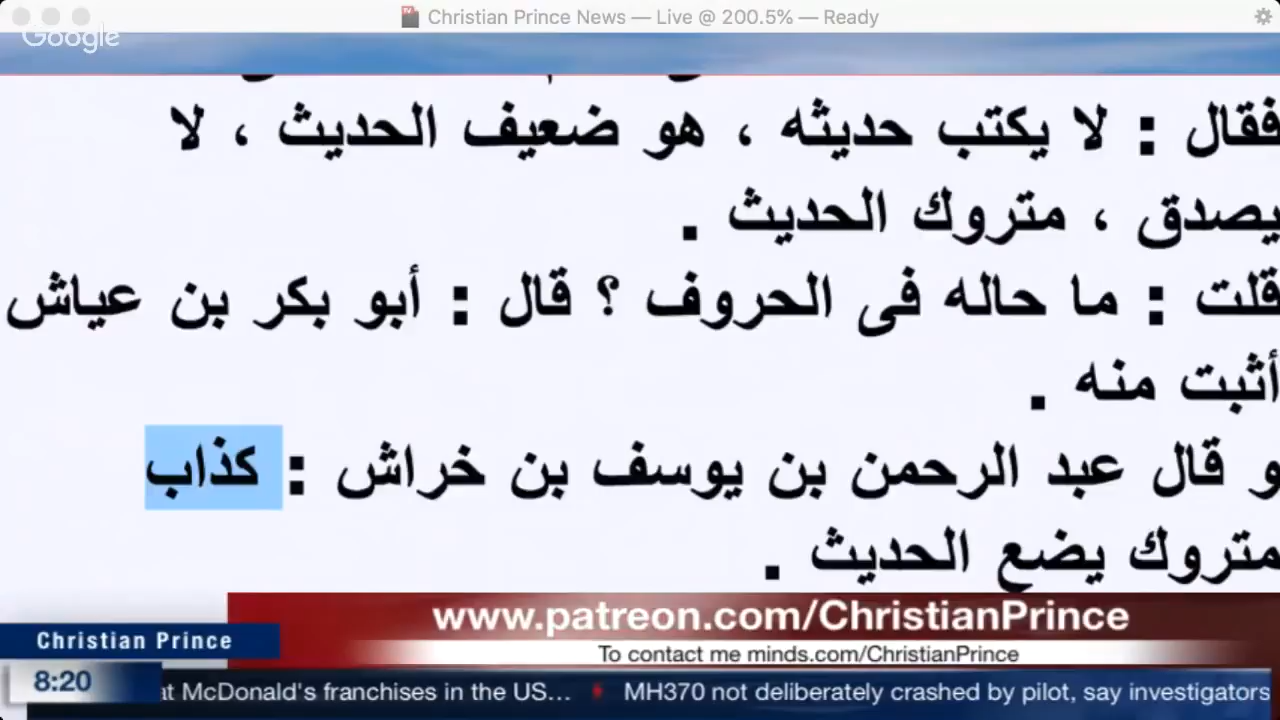 Christian Prince News — Live @ 200.5% — Ready
Google
فقال : لا يكتب حديثه ، هو ضعيف الحديث ، لا
يصدق ، متروك الحديث .
قلت : ما حاله فى الحروف ؟ قال : أبو بكر بن عياش
أثبت منه .
و قال عبد الرحمن بن يوسف بن خراش : كذاب
متروك يضع الحديث .
www.patreon.com/ChristianPrince
Christian Prince
To contact me minds.com/ChristianPrince
8:20
at McDonald's franchises in the US... MH370 not deliberately crashed by pilot, say investigators